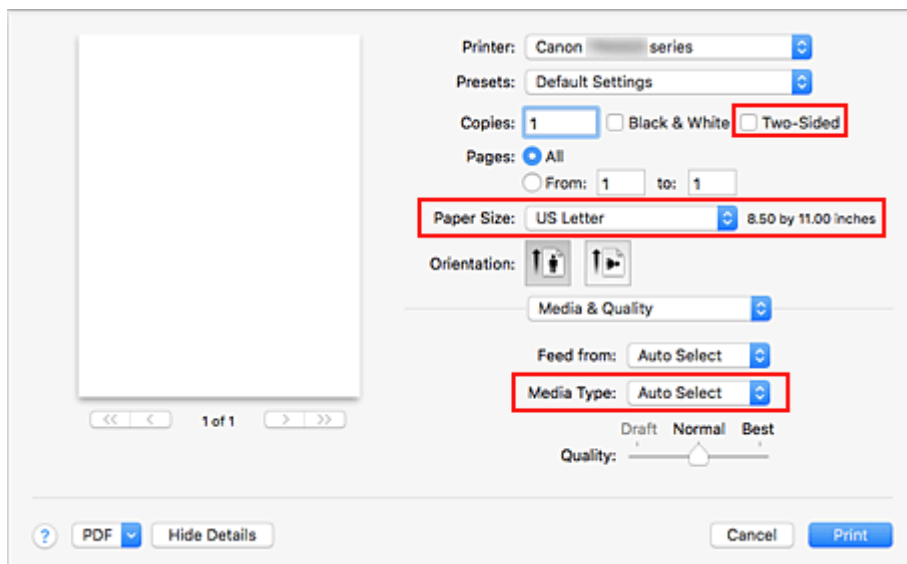 Printer: Canon series
Presets: Default Settings
Copies: 1 Black & White Two-Sided
Pages: All
From: 1 to: 1
Paper Size: US Letter 8.50 by 11.00 inches
Orientation:
Media & Quality
Feed from: Auto Select
Media Type: Auto Select
1 of 1
Draft Normal Best
Quality:
? PDF Hide Details Cancel Print